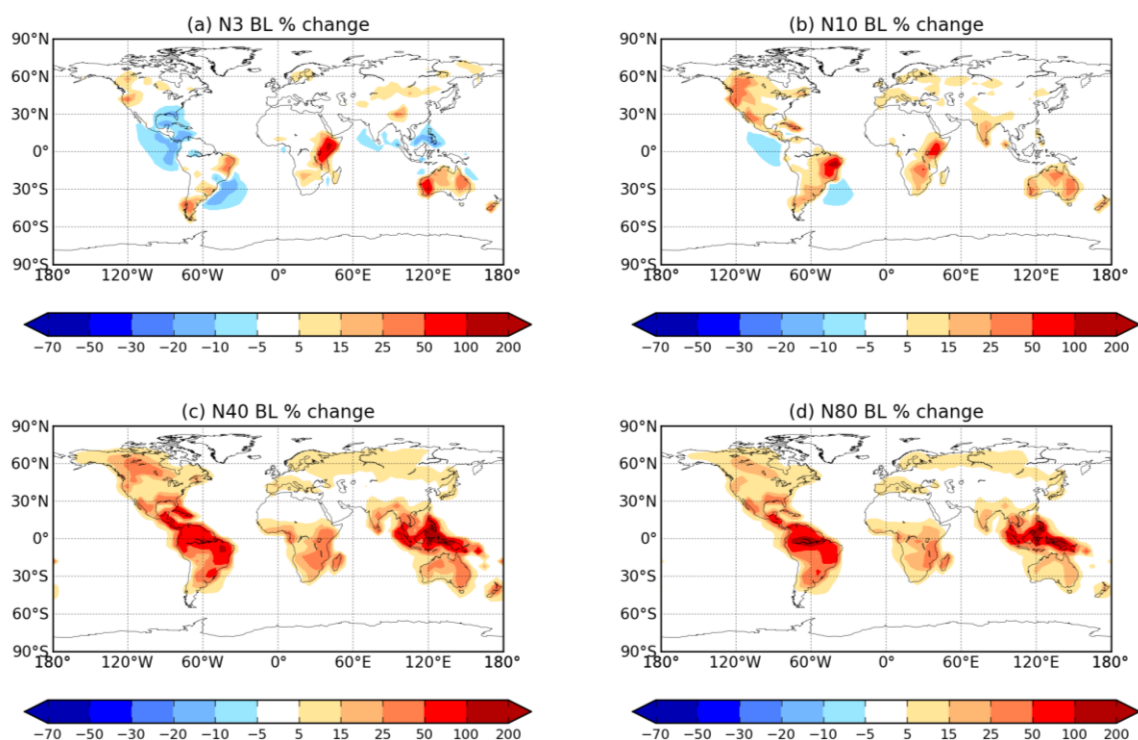 (a) N3 BL % change
90°N
60°N
30°N
0°
30°S
60°S
90°S
180° 120°W 60°W 0° 60°E 120°E 180°
−70 −50 −30 −20 −10 −5 5 15 25 50 100 200
(b) N10 BL % change
90°N
60°N
30°N
0°
30°S
60°S
90°S
180° 120°W 60°W 0° 60°E 120°E 180°
−70 −50 −30 −20 −10 −5 5 15 25 50 100 200
(c) N40 BL % change
90°N
60°N
30°N
0°
30°S
60°S
90°S
180° 120°W 60°W 0° 60°E 120°E 180°
−70 −50 −30 −20 −10 −5 5 15 25 50 100 200
(d) N80 BL % change
90°N
60°N
30°N
0°
30°S
60°S
90°S
180° 120°W 60°W 0° 60°E 120°E 180°
−70 −50 −30 −20 −10 −5 5 15 25 50 100 200